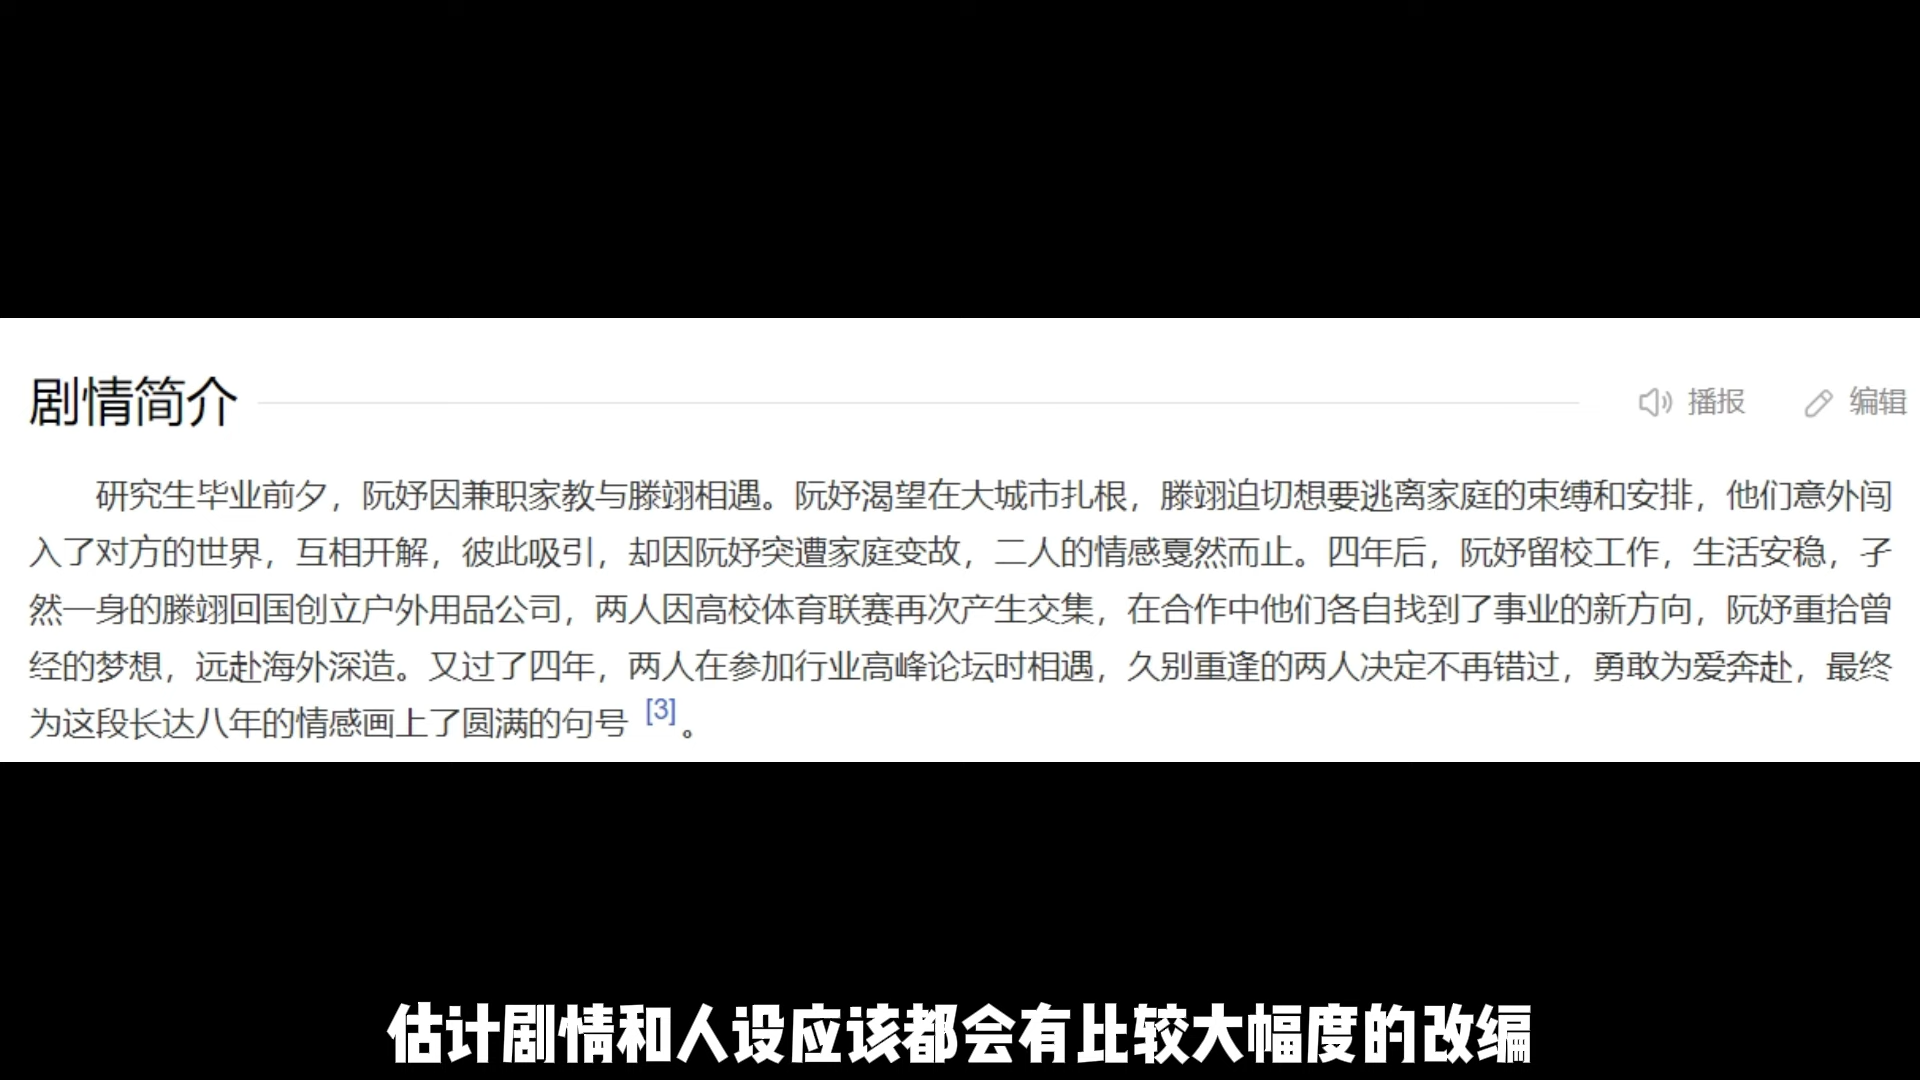 剧情简介
播报
编辑
研究生毕业前夕，阮妤因兼职家教与滕翊相遇。阮妤渴望在大城市扎根，滕翊迫切想要逃离家庭的束缚和安排，他们意外闯
入了对方的世界，互相开解，彼此吸引，却因阮妤突遭家庭变故，二人的情感戛然而止。四年后，阮妤留校工作，生活安稳，孑
然一身的滕翊回国创立户外用品公司，两人因高校体育联赛再次产生交集，在合作中他们各自找到了事业的新方向，阮妤重拾曾
经的梦想，远赴海外深造。又过了四年，两人在参加行业高峰论坛时相遇，久别重逢的两人决定不再错过，勇敢为爱奔赴，最终
为这段长达八年的情感画上了圆满的句号 [3] 。
估计剧情和人设应该都会有比较大幅度的改编